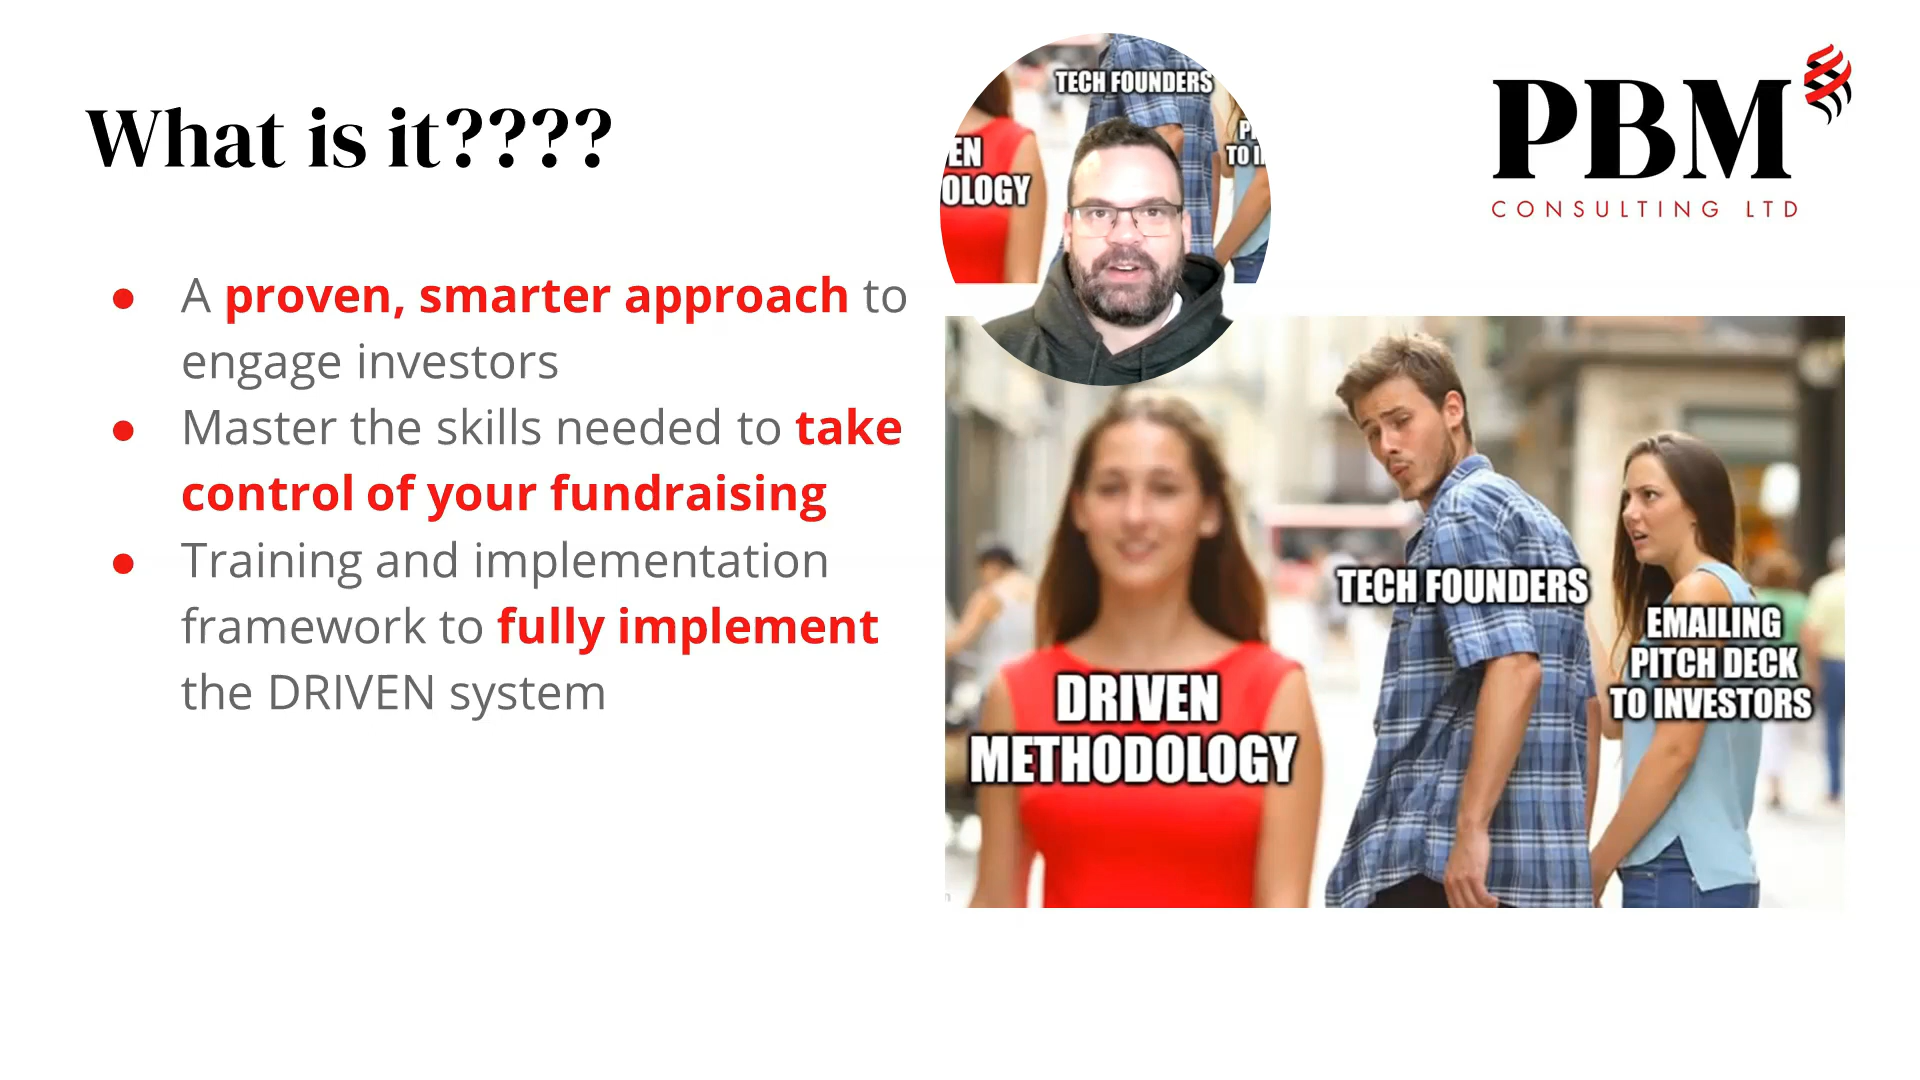 What is it????
PBM
CONSULTING LTD
● A proven, smarter approach to
engage investors
● Master the skills needed to take
control of your fundraising
● Training and implementation
framework to fully implement
the DRIVEN system
TECH FOUNDERS
EN
OLOGY
TO I
DRIVEN
METHODOLOGY
TECH FOUNDERS
EMAILING
PITCH DECK
TO INVESTORS